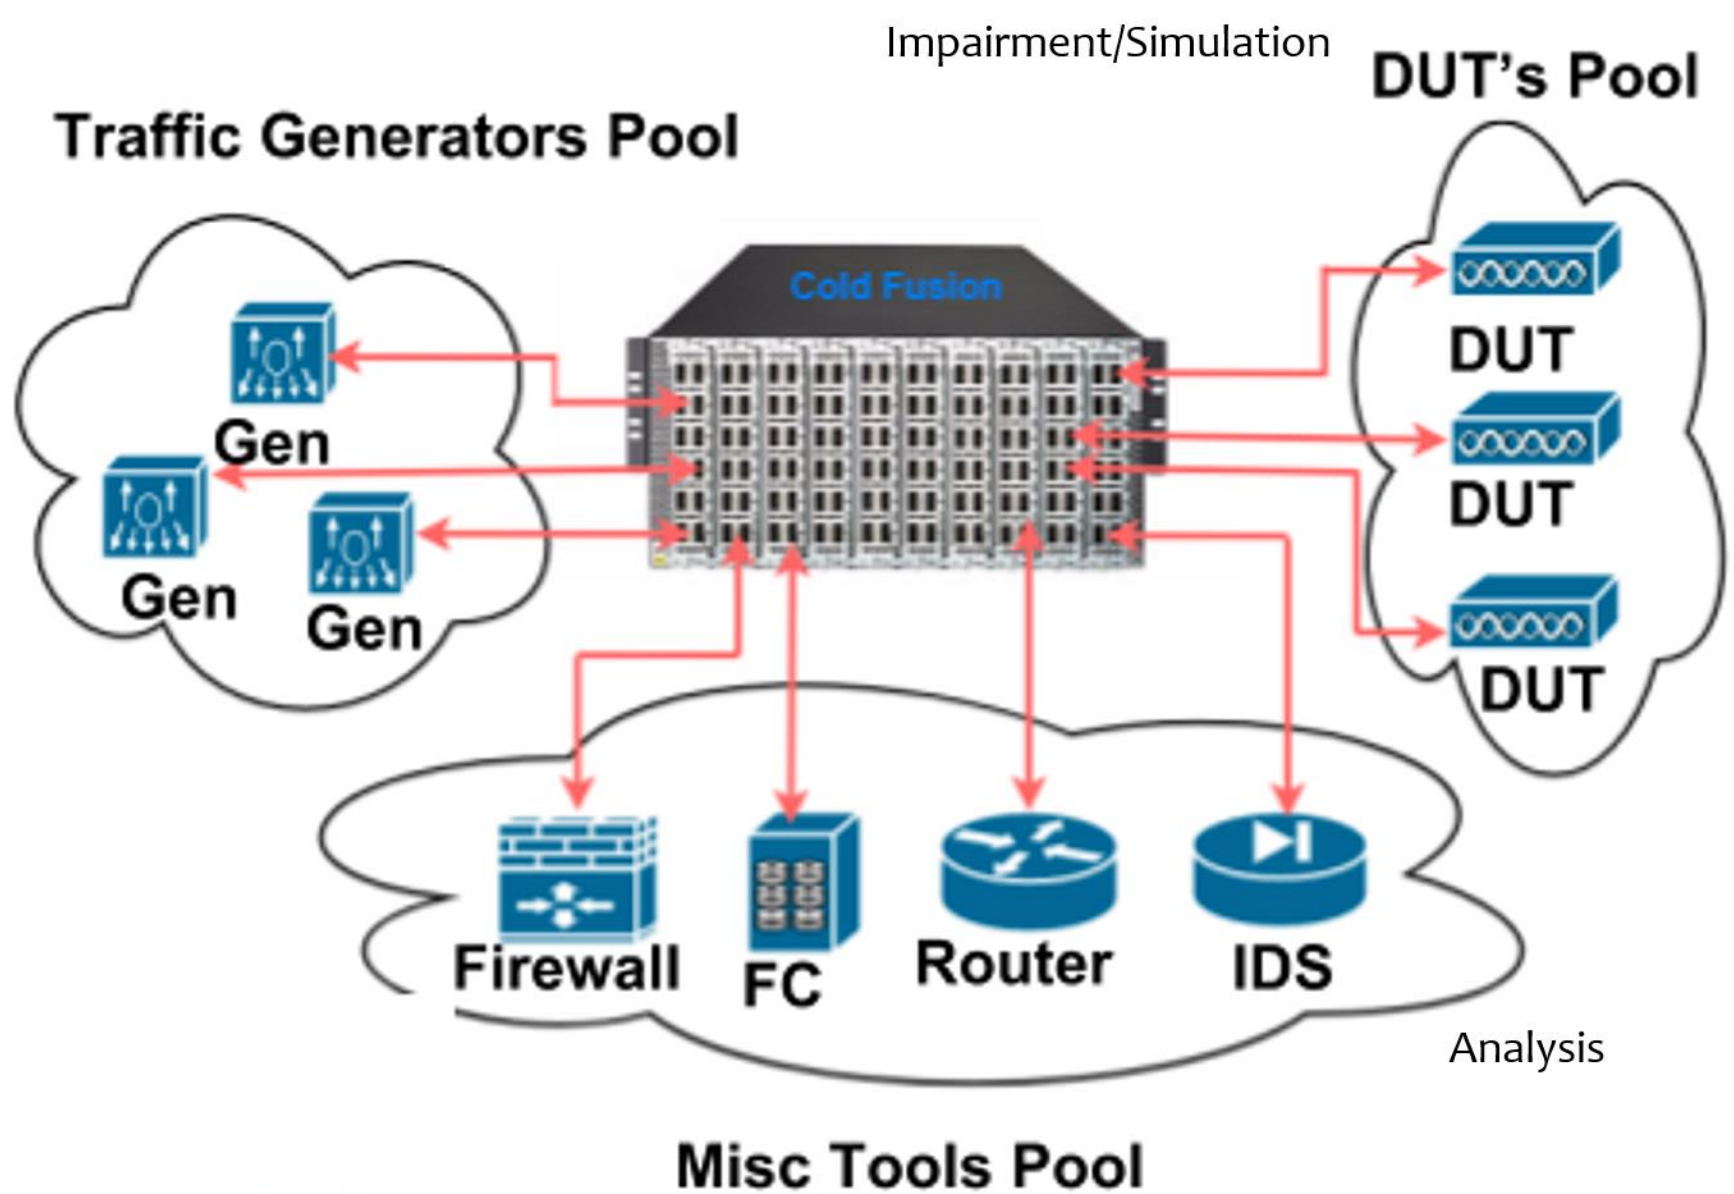 Impairment/Simulation
DUT's Pool
Traffic Generators Pool
Cold Fusion
Gen
Gen
Gen
DUT
DUT
DUT
Firewall
FC
Router
IDS
Analysis
Misc Tools Pool